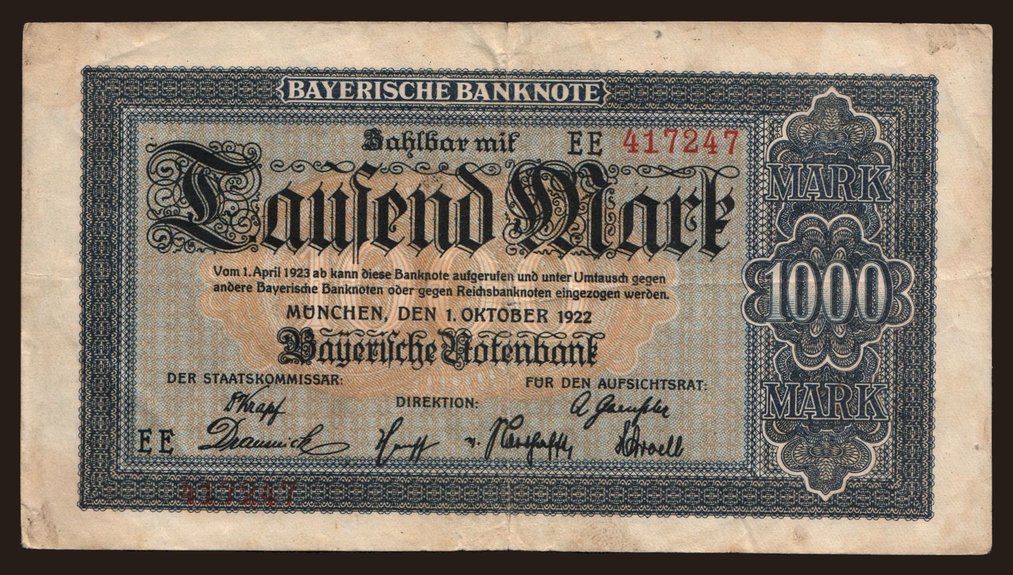 BAYERISCHE BANKNOTE
Zahlbar mit EE 417247
Tausend Mark
Vom 1. April 1923 ab kann diese Banknote aufgerufen und unter Umtausch gegen
andere Bayerische Banknoten oder gegen Reichsbanknoten eingezogen werden.
MÜNCHEN, DEN 1. OKTOBER 1922
Bayerische Notenbank
DER STAATSKOMMISSAR:
FÜR DEN AUFSICHTSRAT:
DIREKTION:
EE
417247
MARK
1000
MARK
1000